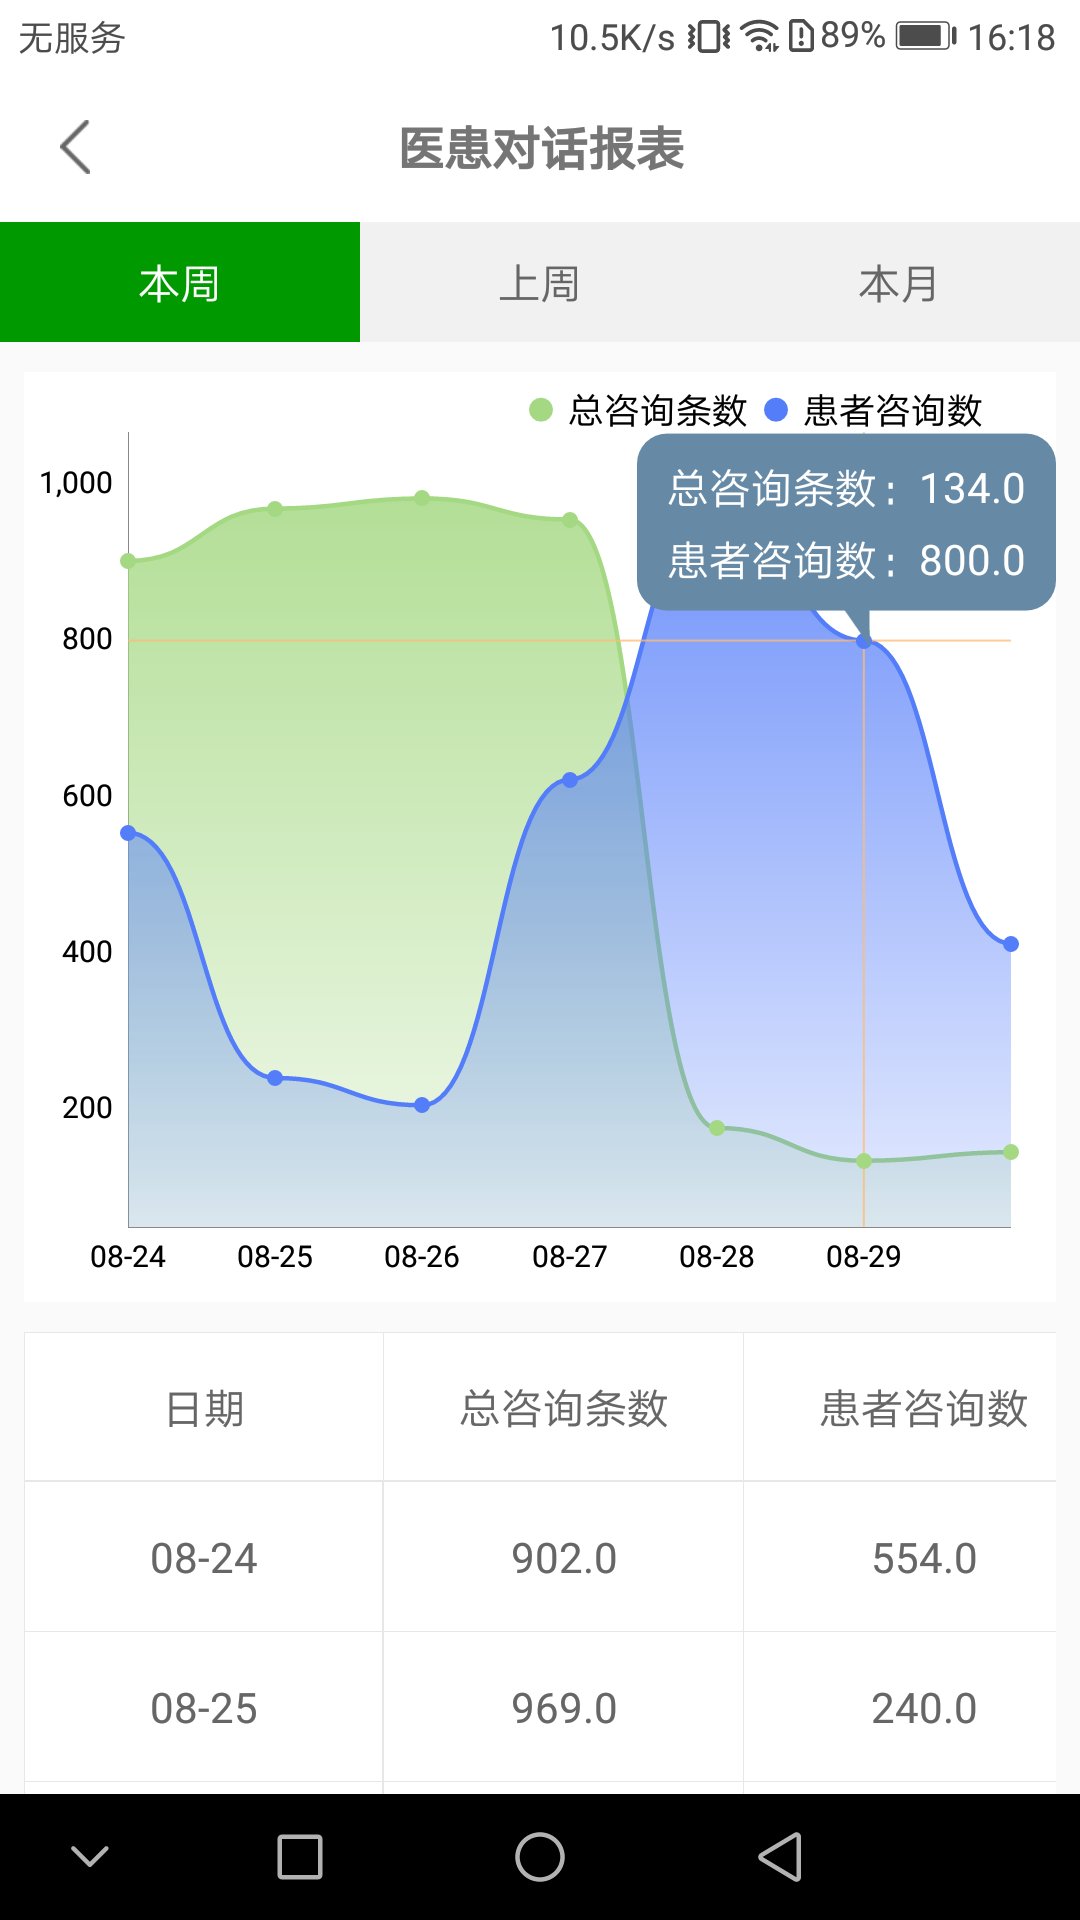 无服务 10.5K/s 89% 16:18
医患对话报表
本周 上周 本月
总咨询条数 患者咨询数
总咨询条数: 134.0
患者咨询数: 800.0
1,000
800
600
400
200
08-24 08-25 08-26 08-27 08-28 08-29
日期 总咨询条数 患者咨询数
08-24 902.0 554.0
08-25 969.0 240.0